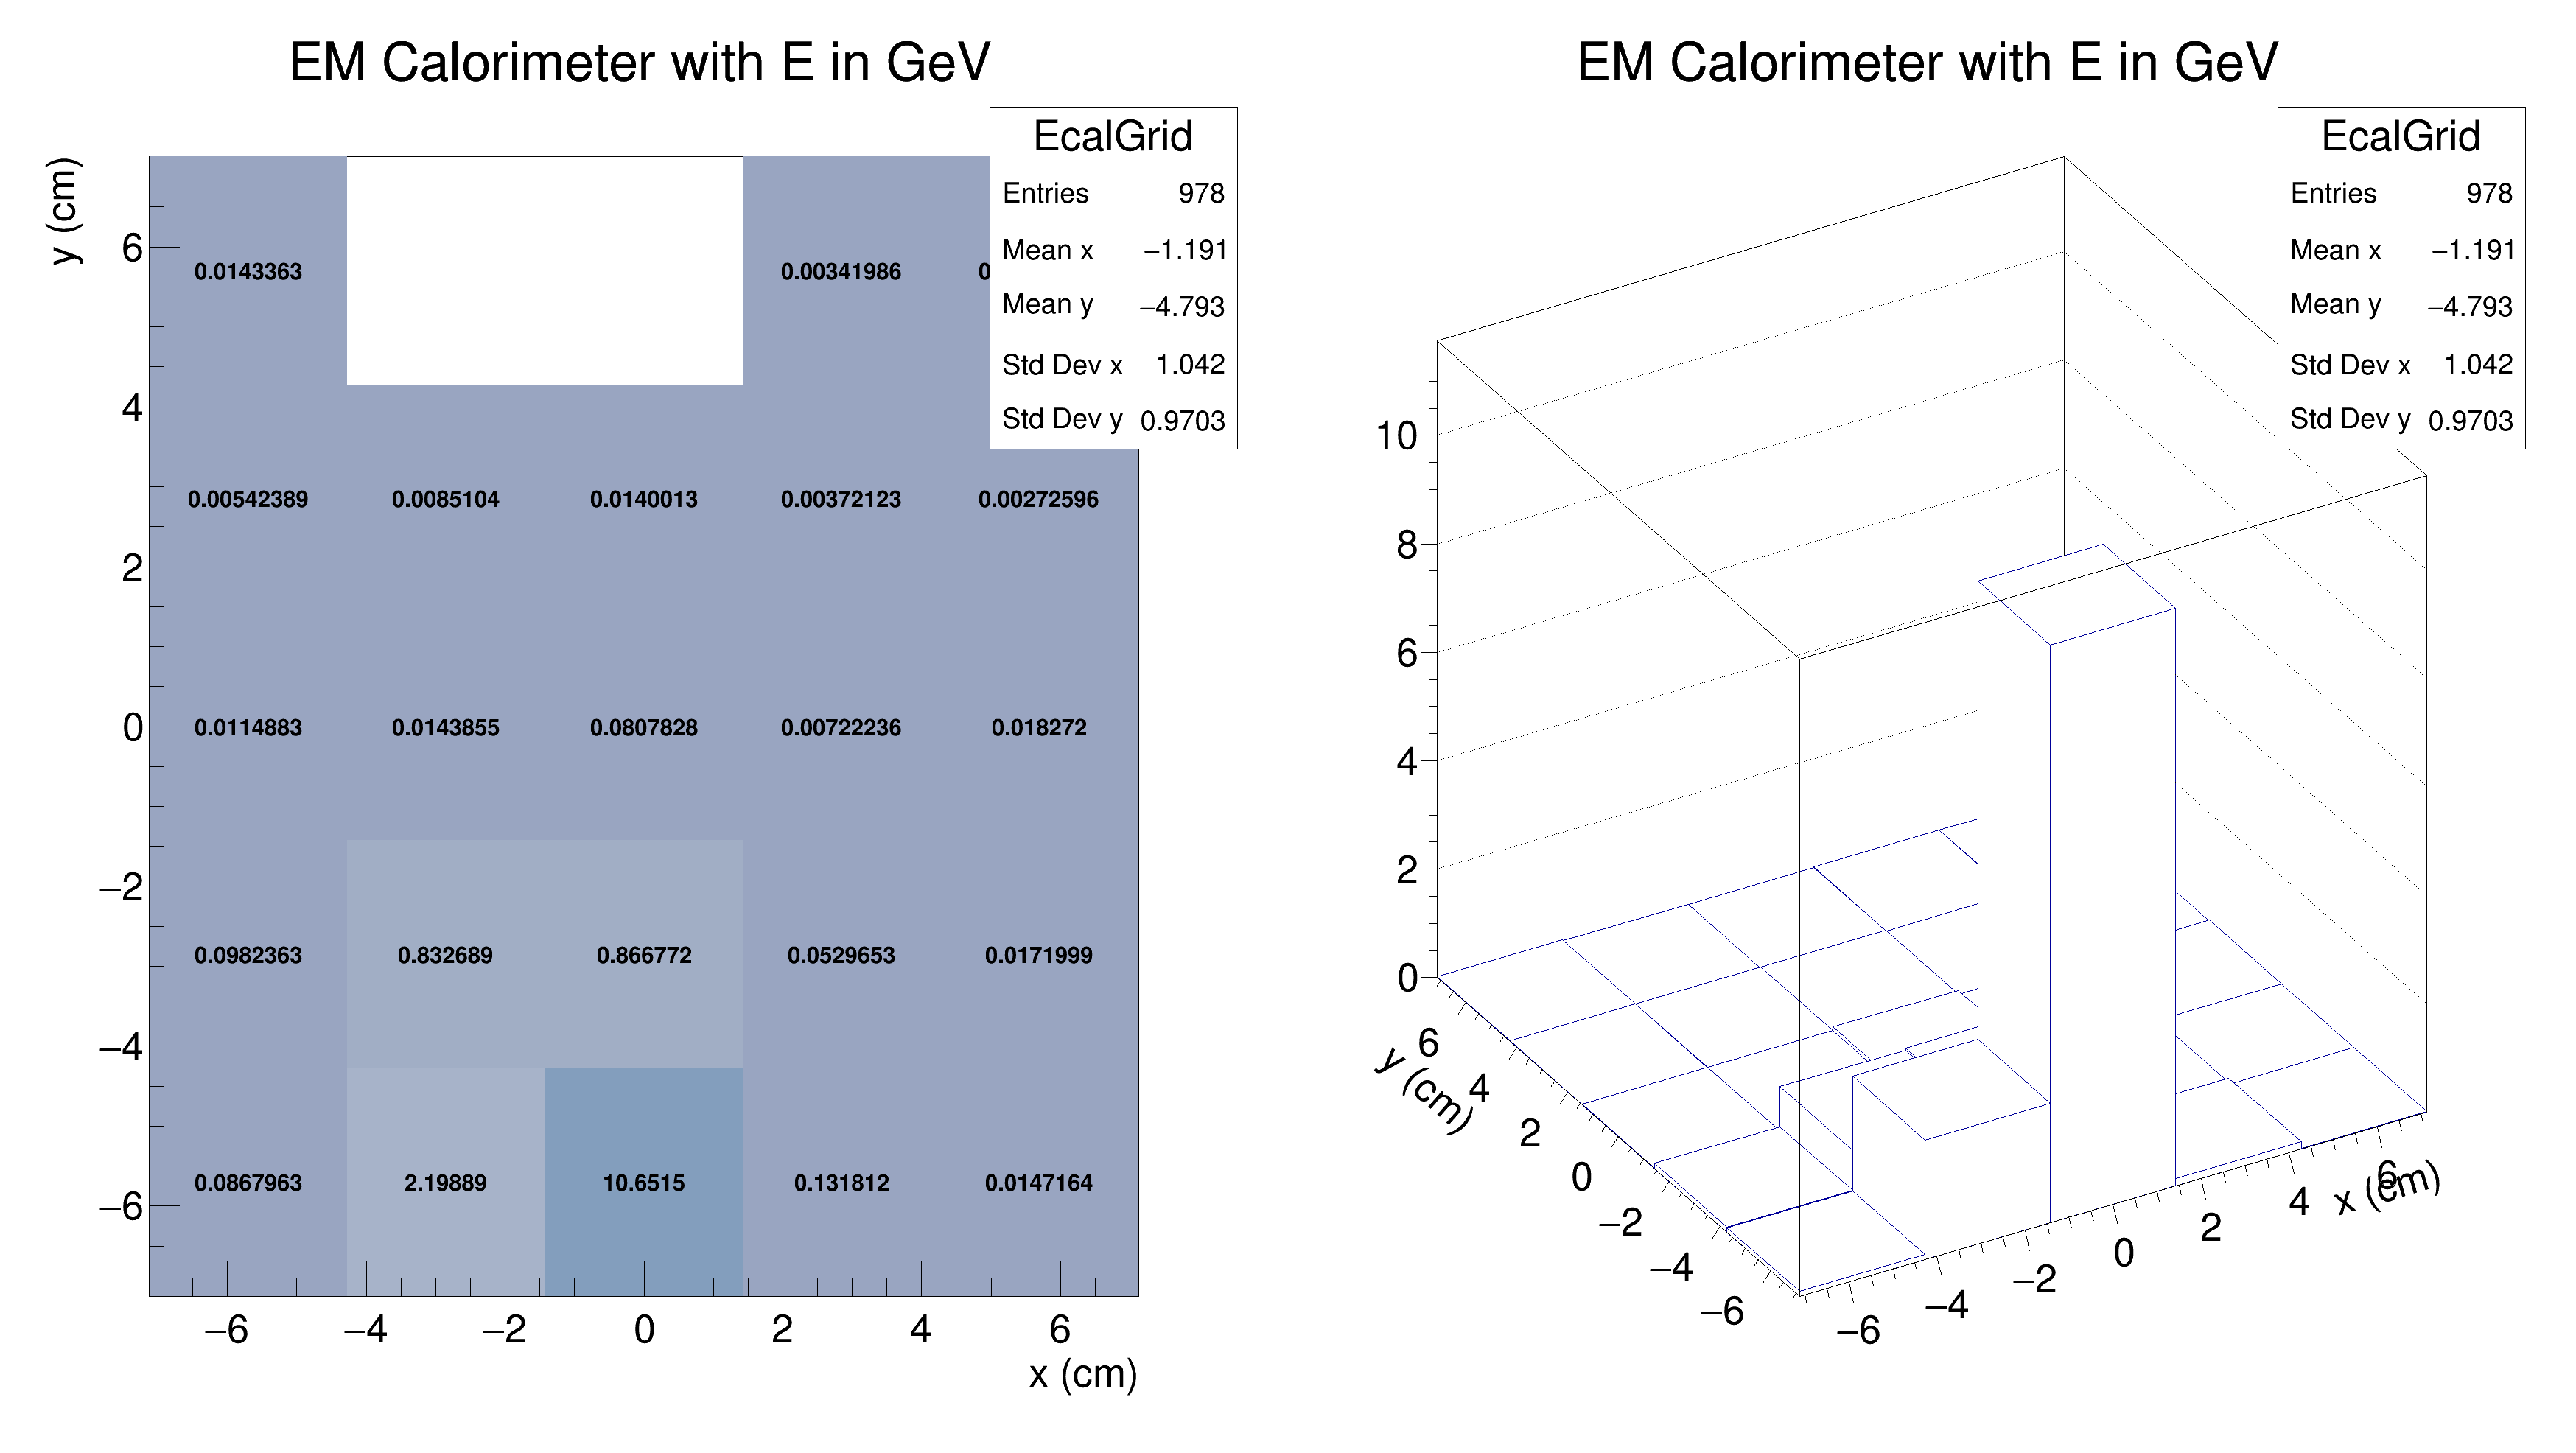 EM Calorimeter with E in GeV
EcalGrid
Entries 978
Mean x −1.191
Mean y −4.793
Std Dev x 1.042
Std Dev y 0.9703
y (cm)
6
4
2
0
−2
−4
−6
0.0143363 0.00341986 0
0.00542389 0.0085104 0.0140013 0.00372123 0.00272596
0.0114883 0.0143855 0.0807828 0.00722236 0.018272
0.0982363 0.832689 0.866772 0.0529653 0.0171999
0.0867963 2.19889 10.6515 0.131812 0.0147164
−6 −4 −2 0 2 4 6
x (cm)
EM Calorimeter with E in GeV
EcalGrid
Entries 978
Mean x −1.191
Mean y −4.793
Std Dev x 1.042
Std Dev y 0.9703
10
8
6
4
2
0
6
4
2
0
−2
−4
−6
y (cm)
−6 −4 −2 0 2 4 6
x (cm)